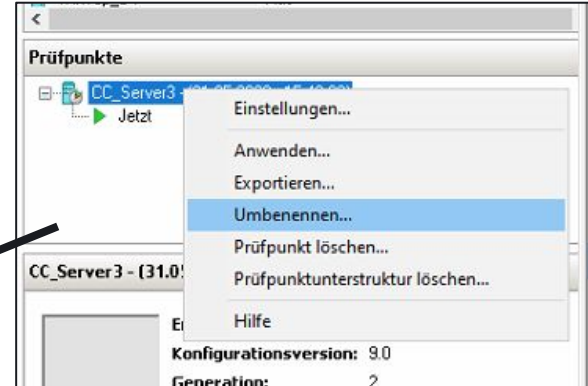 Prüfpunkte
CC_Server3
Jetzt
Einstellungen...
Anwenden...
Exportieren...
Umbenennen...
Prüfpunkt löschen...
Prüfpunktunterstruktur löschen...
Hilfe
CC_Server3 - (31.0
Konfigurationsversion: 9.0
Generation: 2